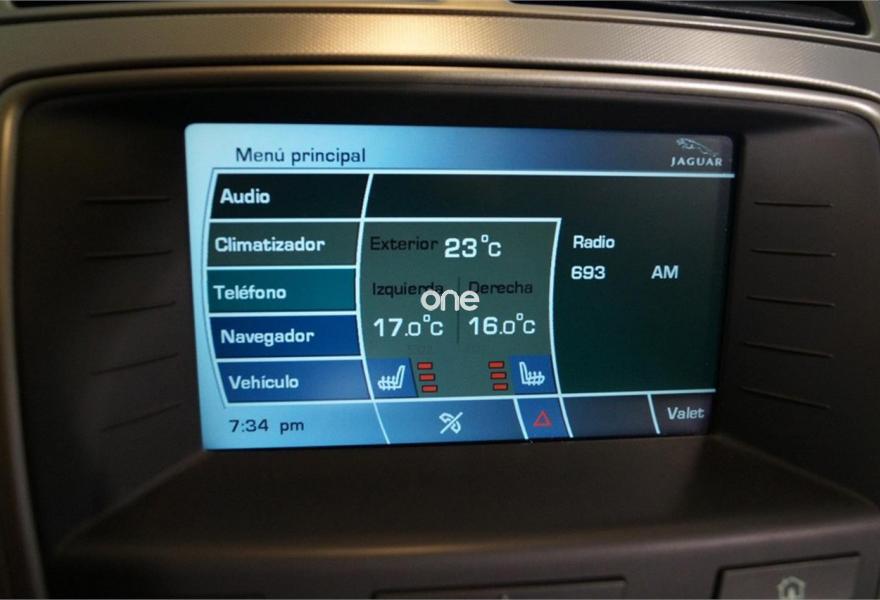 Menú principal
JAGUAR
Audio
Climatizador
Teléfono
Navegador
Vehículo
Exterior 23°C
Izquierda Derecha
one
17.0°C 16.0°C
Radio
693 AM
7:34 pm
Valet